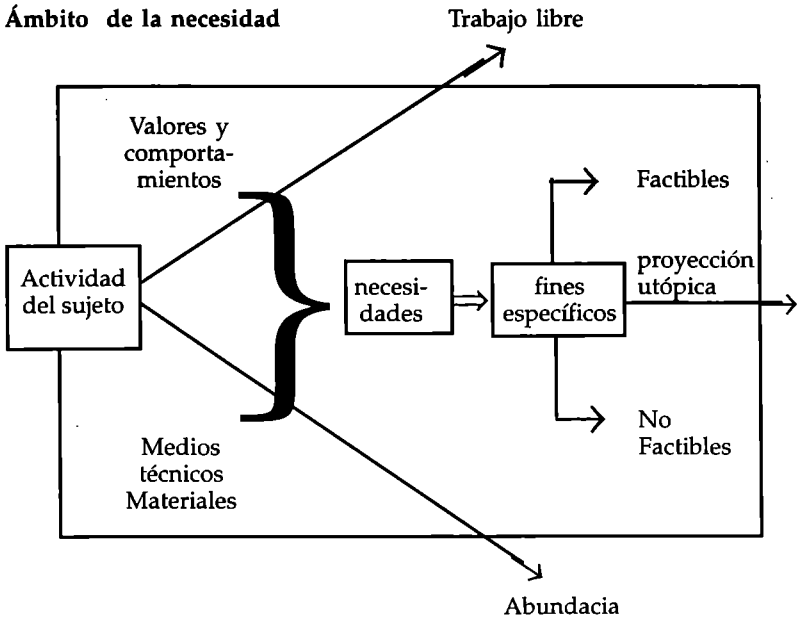 Ámbito de la necesidad
Trabajo libre
Valores y
comporta-
mientos
Factibles
Actividad
del sujeto
necesi-
dades
fines
específicos
proyección
utópica
No
Factibles
Medios
técnicos
Materiales
Abundacia